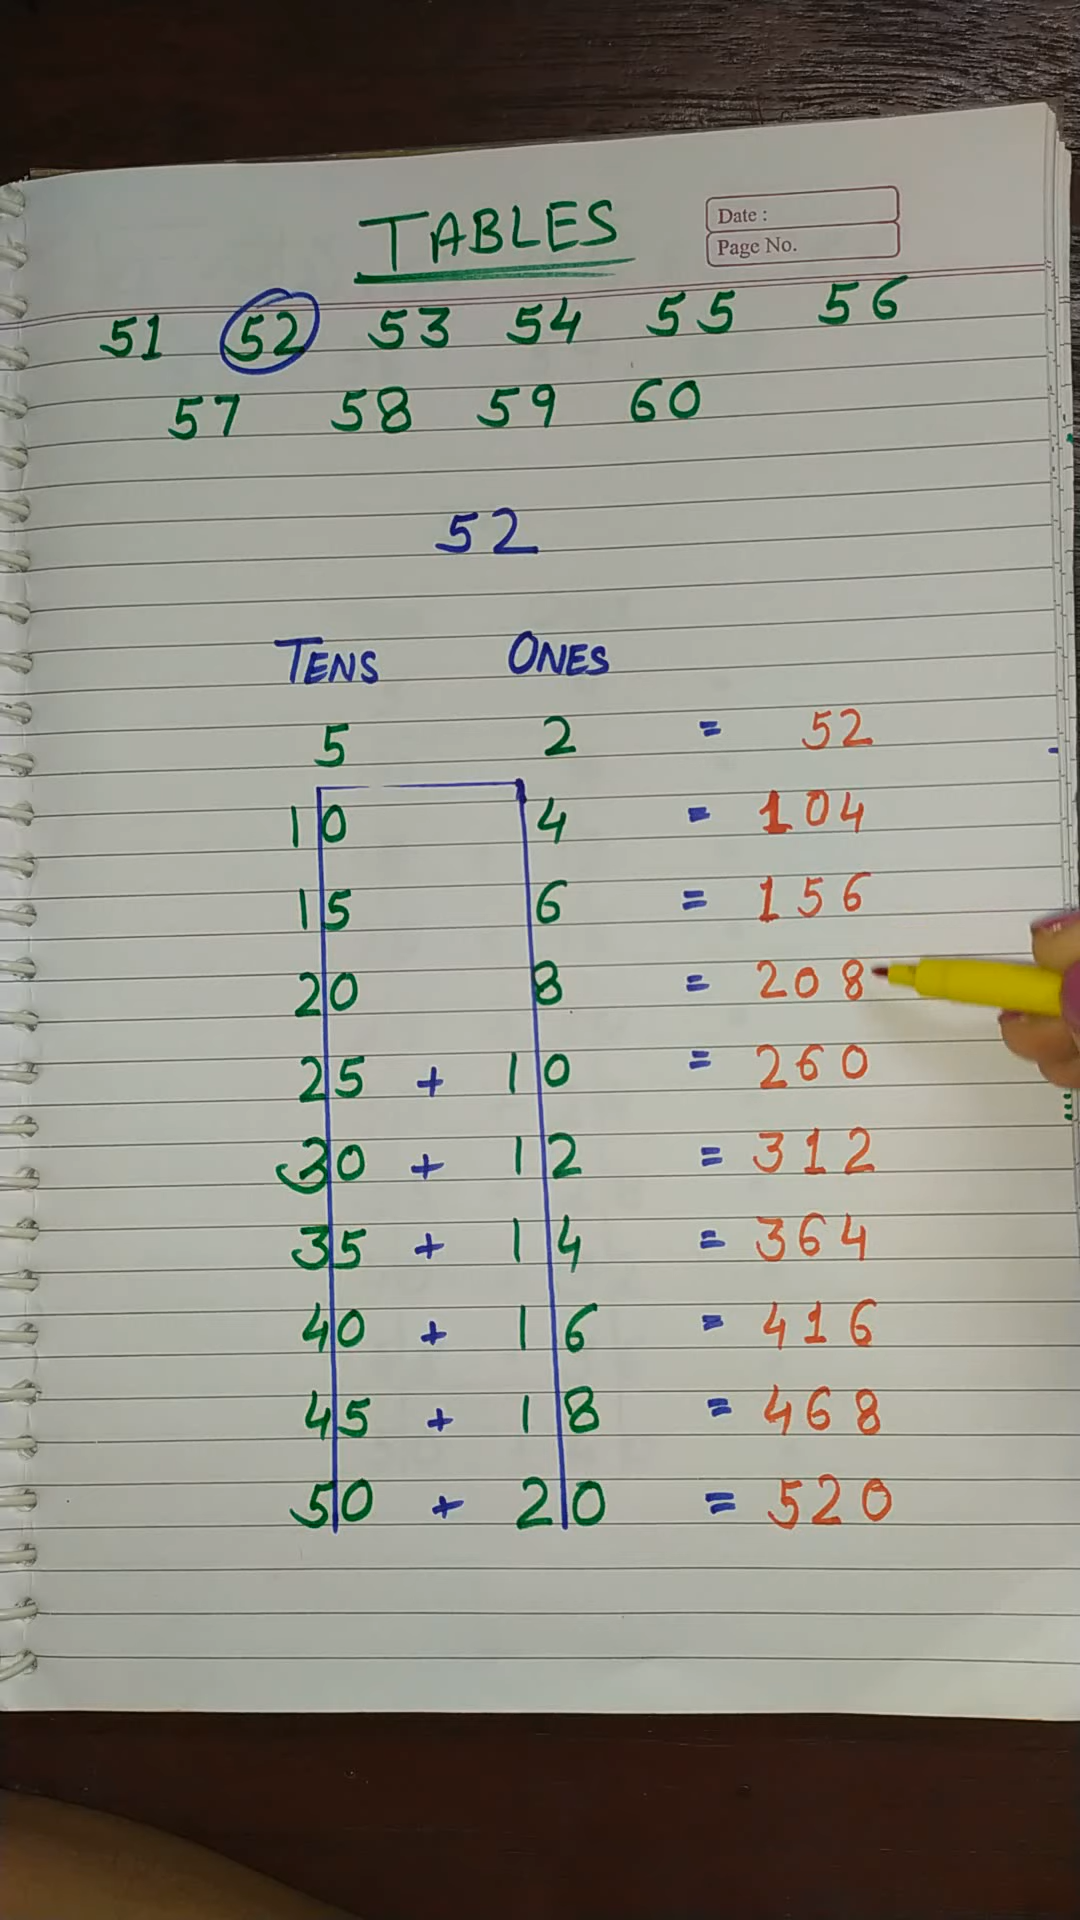 TABLES
Date :
Page No.
51 52 53 54 55 56
57 58 59 60
52
TENS ONES
5 2 = 52
10 4 = 104
15 6 = 156
20 8 = 208
25 + 10 = 260
30 + 12 = 312
35 + 14 = 364
40 + 16 = 416
45 + 18 = 468
50 + 20 = 520